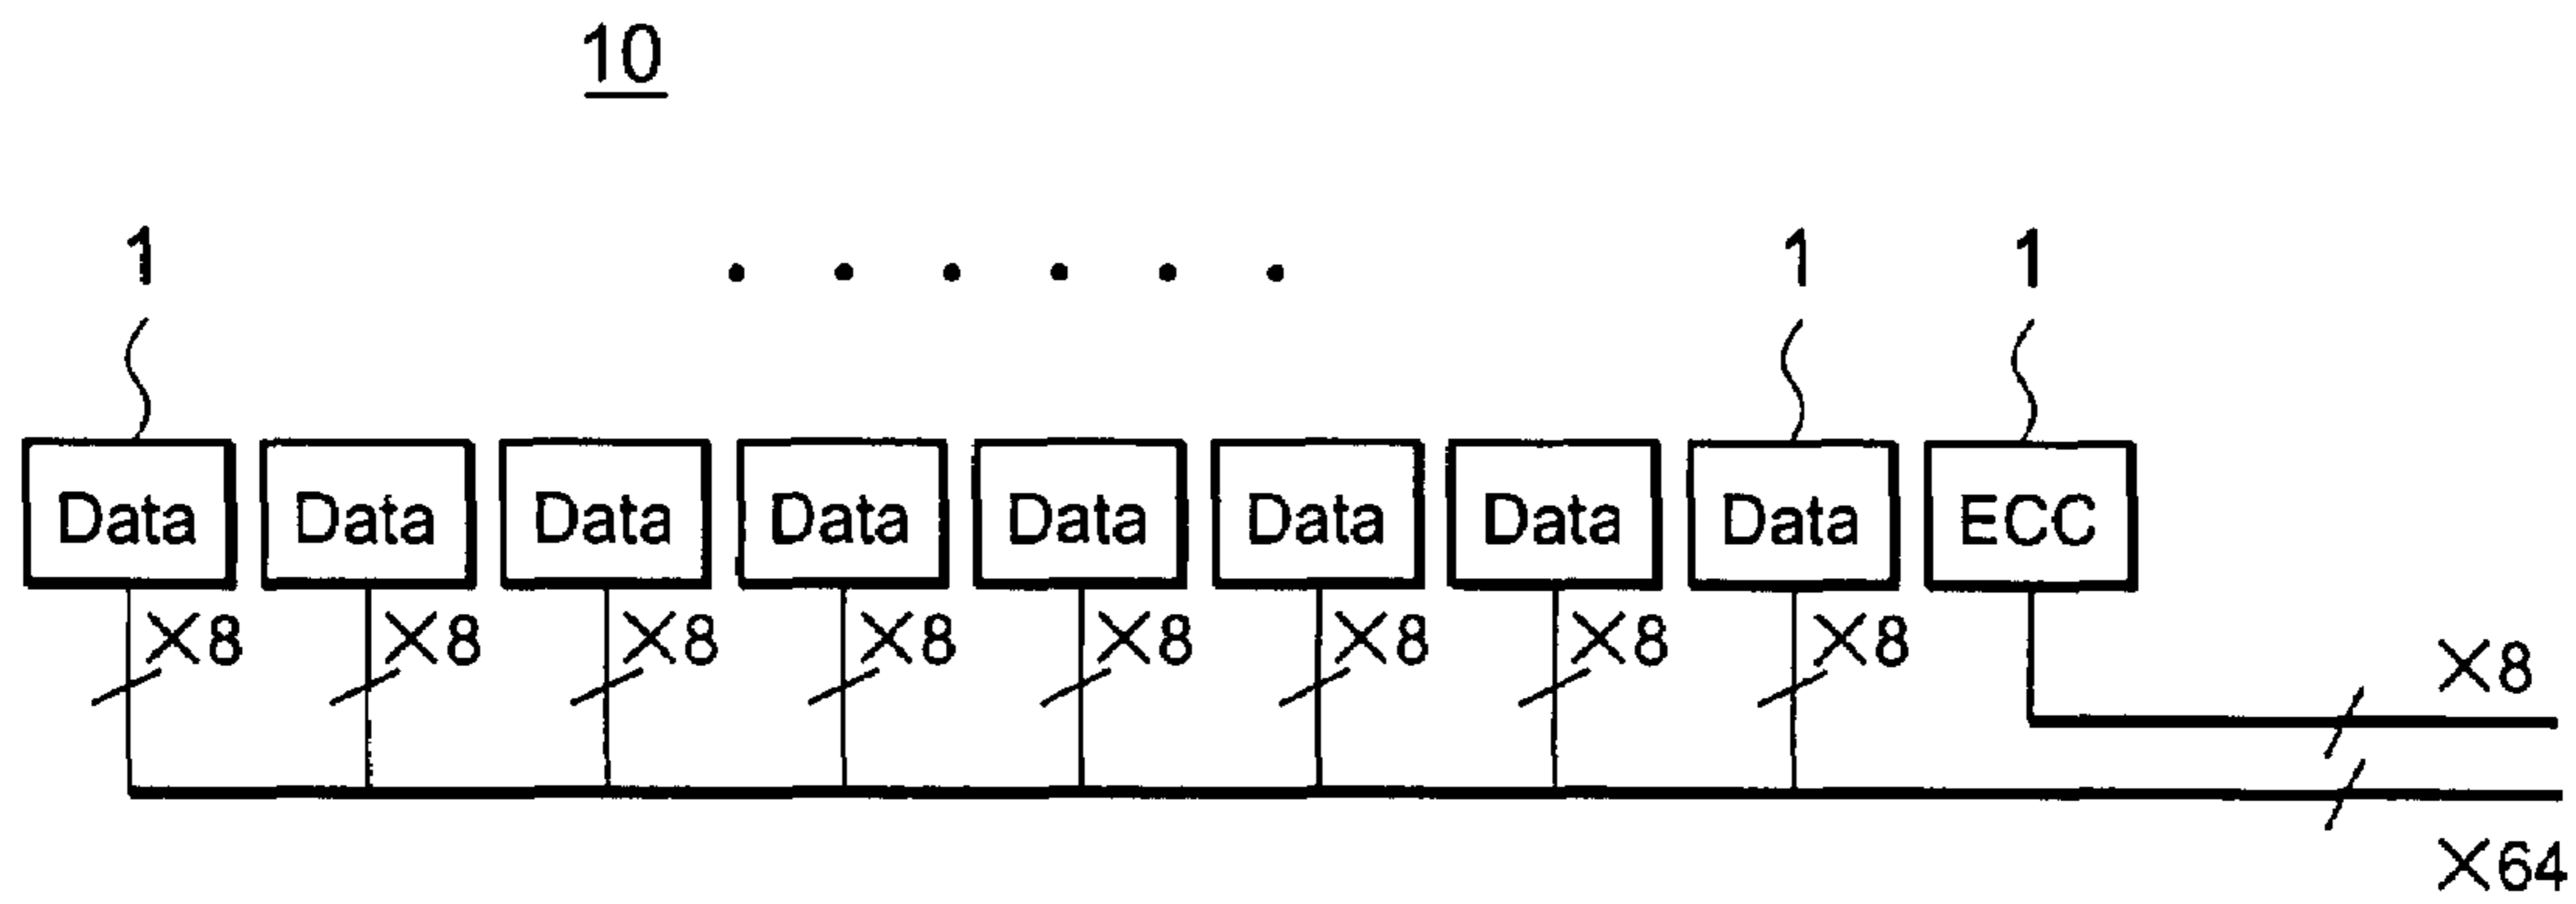 10
1 · · · · · · 1 1
Data Data Data Data Data Data Data Data ECC
×8 ×8 ×8 ×8 ×8 ×8 ×8 ×8 ×8
×64